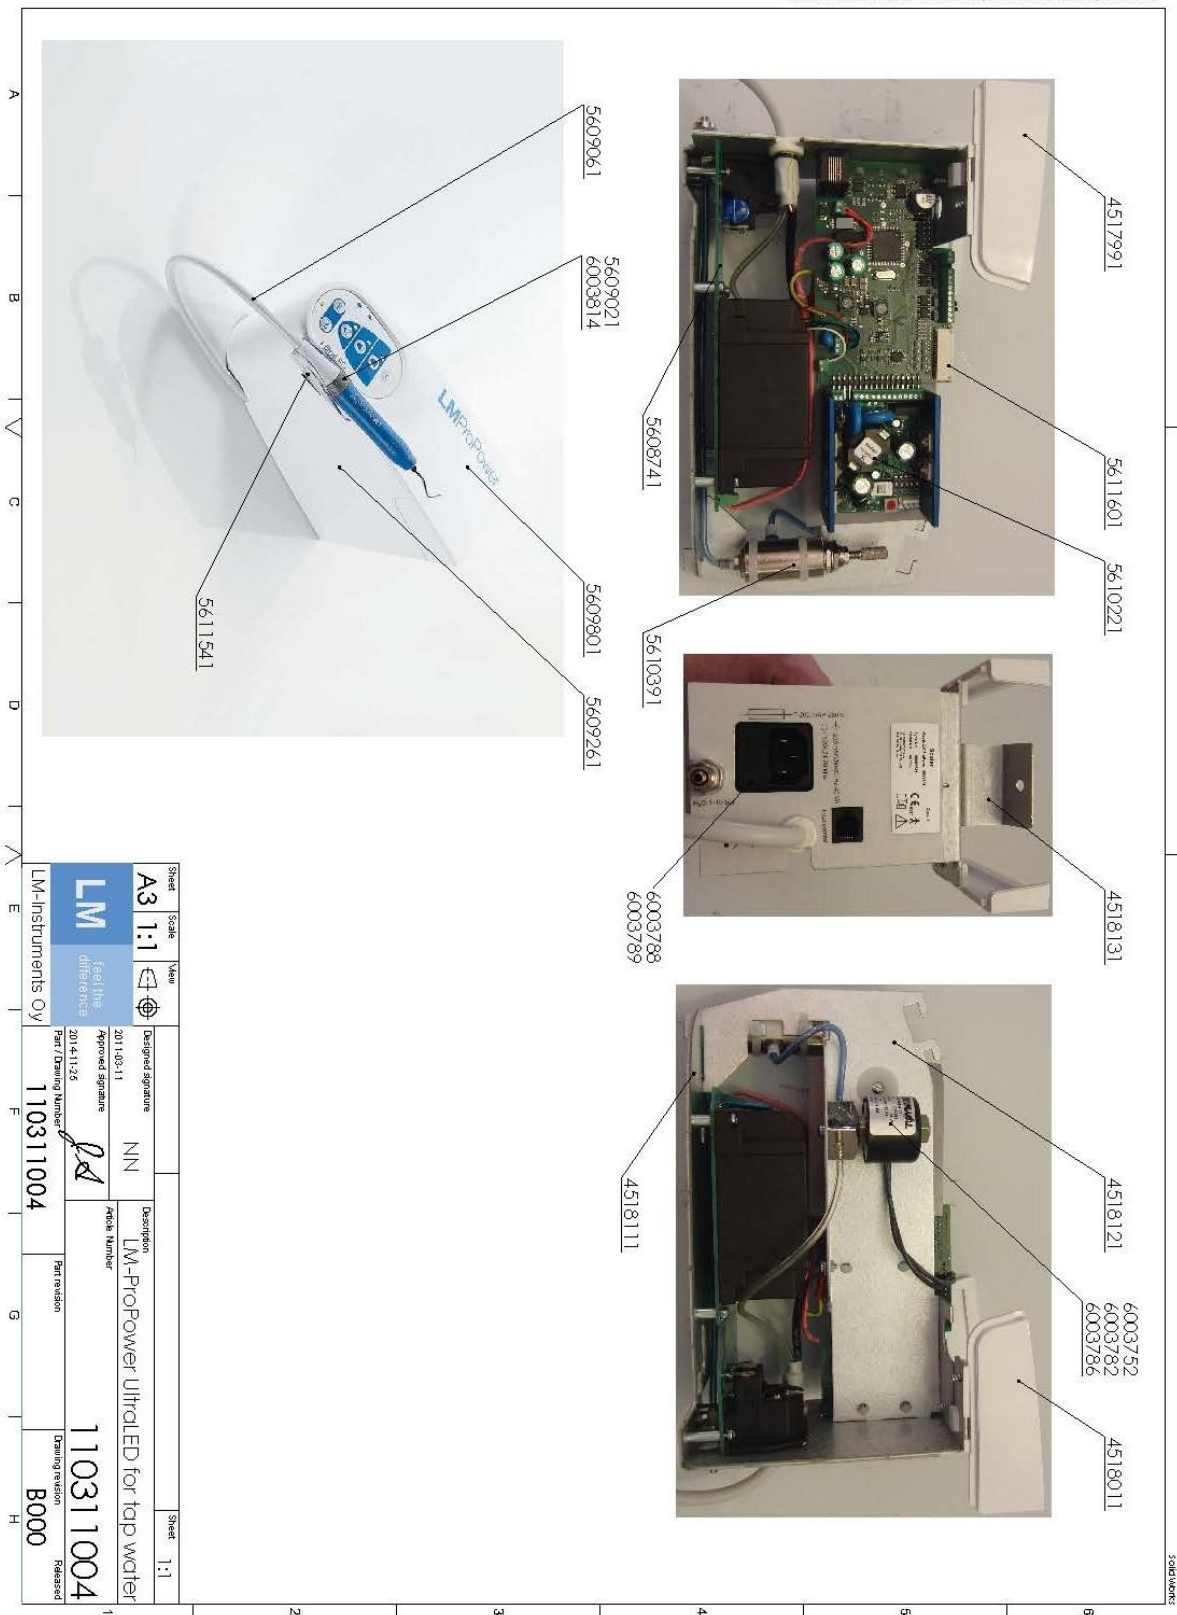 SolidWorks
4517991
5611601
5610221
4518131
4518121
6003752
6003782
6003786
4518011
5608741
5610391
6003788
6003789
4518111
Scaler
5609061
5609021
6003814
5609801
5609261
5611541
LMProPower
A
B
C
D
E
F
G
H
1
2
3
4
5
6
Sheet
A3
Scale
1:1
View
Designed signature
2011-03-11
NN
Approved signature
2014-11-25
Description
LM-ProPower UltraLED for tap water
Sheet
1:1
Article Number
110311004
LM
feel the
difference
LM-Instruments Oy
Part / Drawing Number
110311004
Part revision
Drawing revision
B000
Released